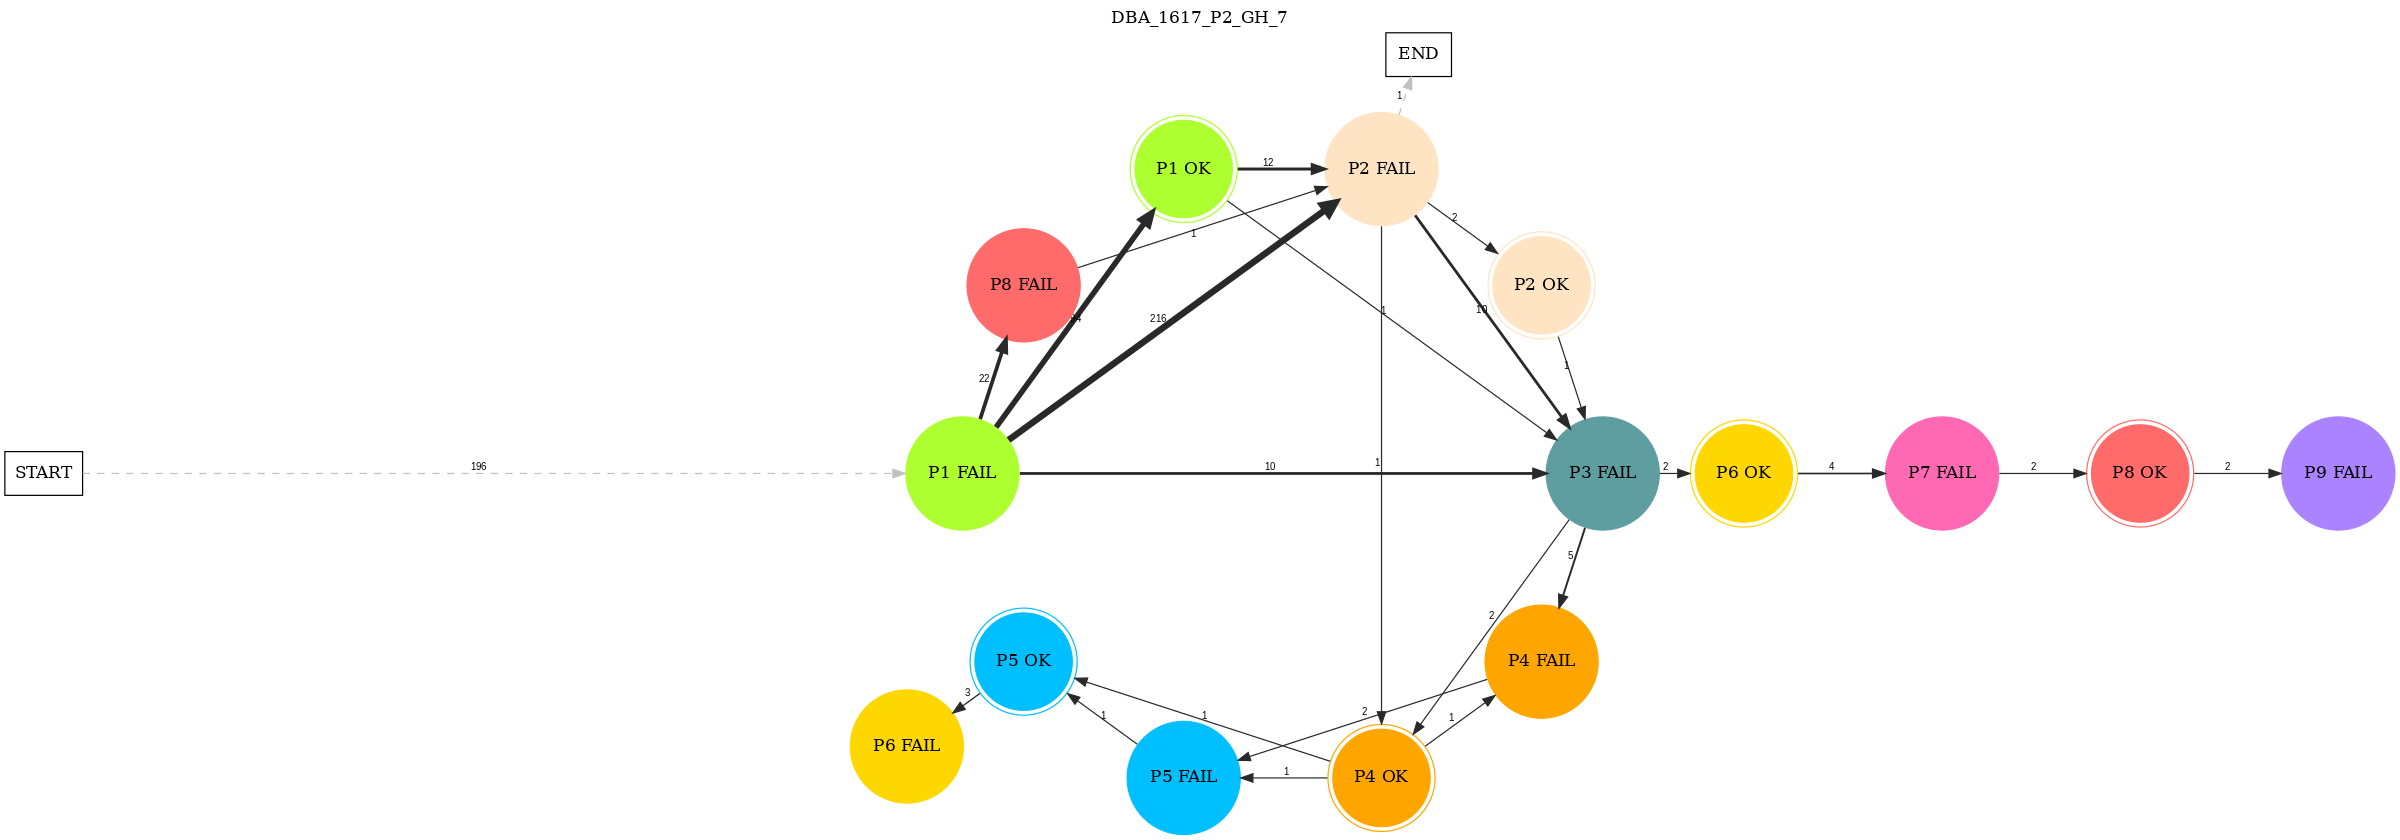 DBA_1617_P2_GH_7
END
1
P1 OK
12
P2 FAIL
2
1
P8 FAIL
P2 OK
216
1
22
1
START
196
P1 FAIL
10
1
P3 FAIL
2
P6 OK
4
P7 FAIL
2
P8 OK
2
P9 FAIL
5
2
P5 OK
P4 FAIL
3
1
1
2
1
P6 FAIL
P5 FAIL
1
P4 OK